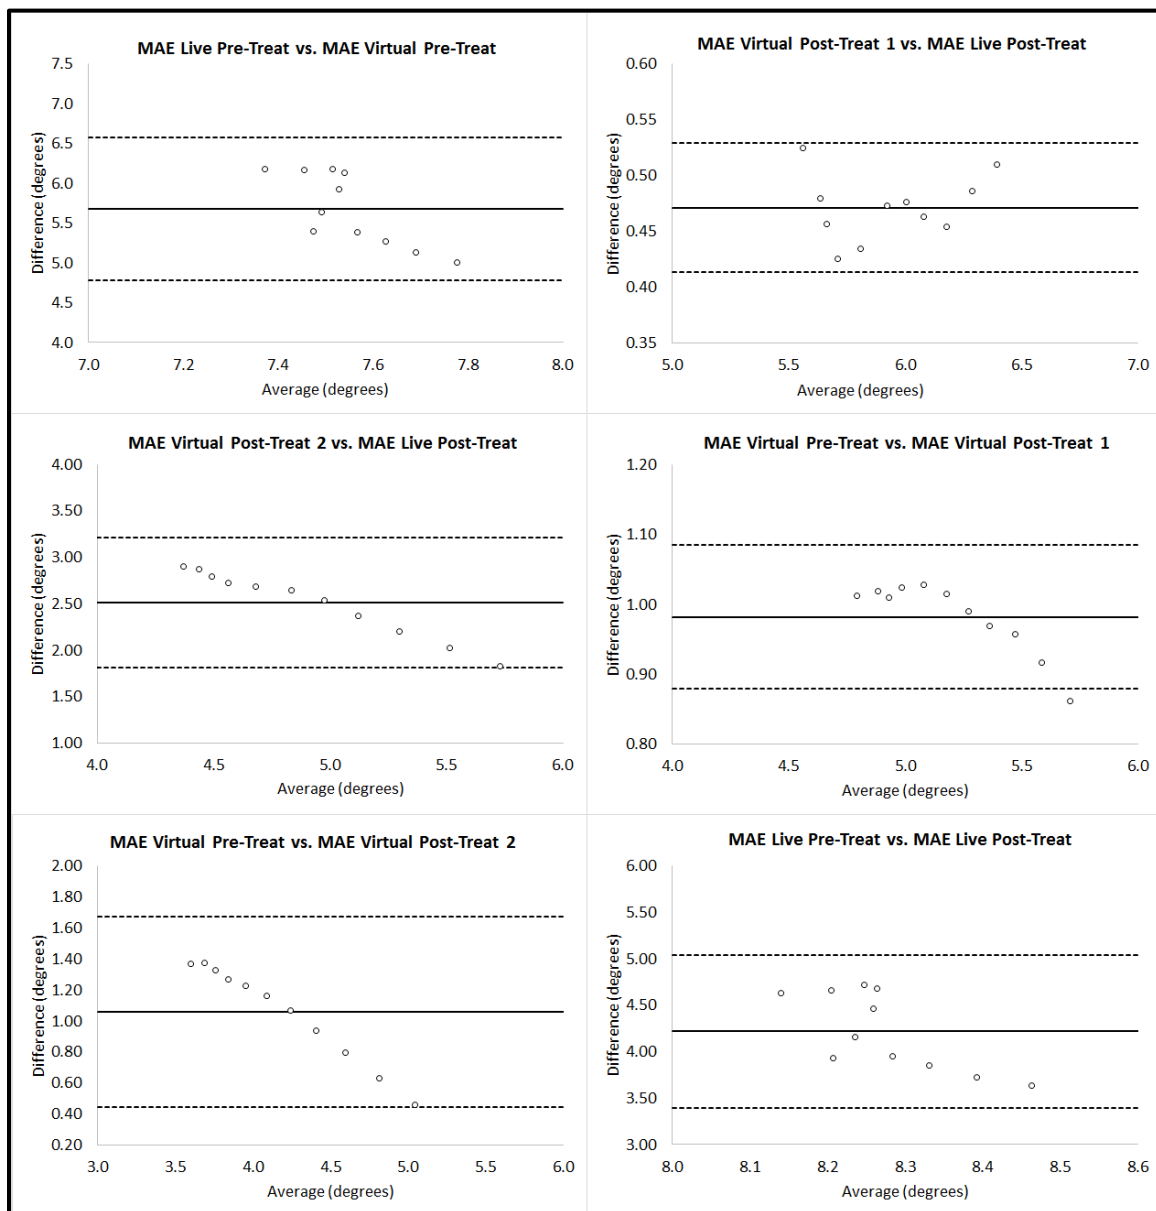 MAE Live Pre-Treat vs. MAE Virtual Pre-Treat
7.5
7.0
6.5
6.0
5.5
5.0
4.5
4.0
Difference (degrees)
7.0 7.2 7.4 7.6 7.8 8.0
Average (degrees)
MAE Virtual Post-Treat 1 vs. MAE Live Post-Treat
0.60
0.55
0.50
0.45
0.40
0.35
Difference (degrees)
5.0 5.5 6.0 6.5 7.0
Average (degrees)
MAE Virtual Post-Treat 2 vs. MAE Live Post-Treat
4.00
3.50
3.00
2.50
2.00
1.50
1.00
Difference (degrees)
4.0 4.5 5.0 5.5 6.0
Average (degrees)
MAE Virtual Pre-Treat vs. MAE Virtual Post-Treat 1
1.20
1.10
1.00
0.90
0.80
Difference (degrees)
4.0 4.5 5.0 5.5 6.0
Average (degrees)
MAE Virtual Pre-Treat vs. MAE Virtual Post-Treat 2
2.00
1.80
1.60
1.40
1.20
1.00
0.80
0.60
0.40
0.20
Difference (degrees)
3.0 3.5 4.0 4.5 5.0 5.5 6.0
Average (degrees)
MAE Live Pre-Treat vs. MAE Live Post-Treat
6.00
5.50
5.00
4.50
4.00
3.50
3.00
Difference (degrees)
8.0 8.1 8.2 8.3 8.4 8.5 8.6
Average (degrees)